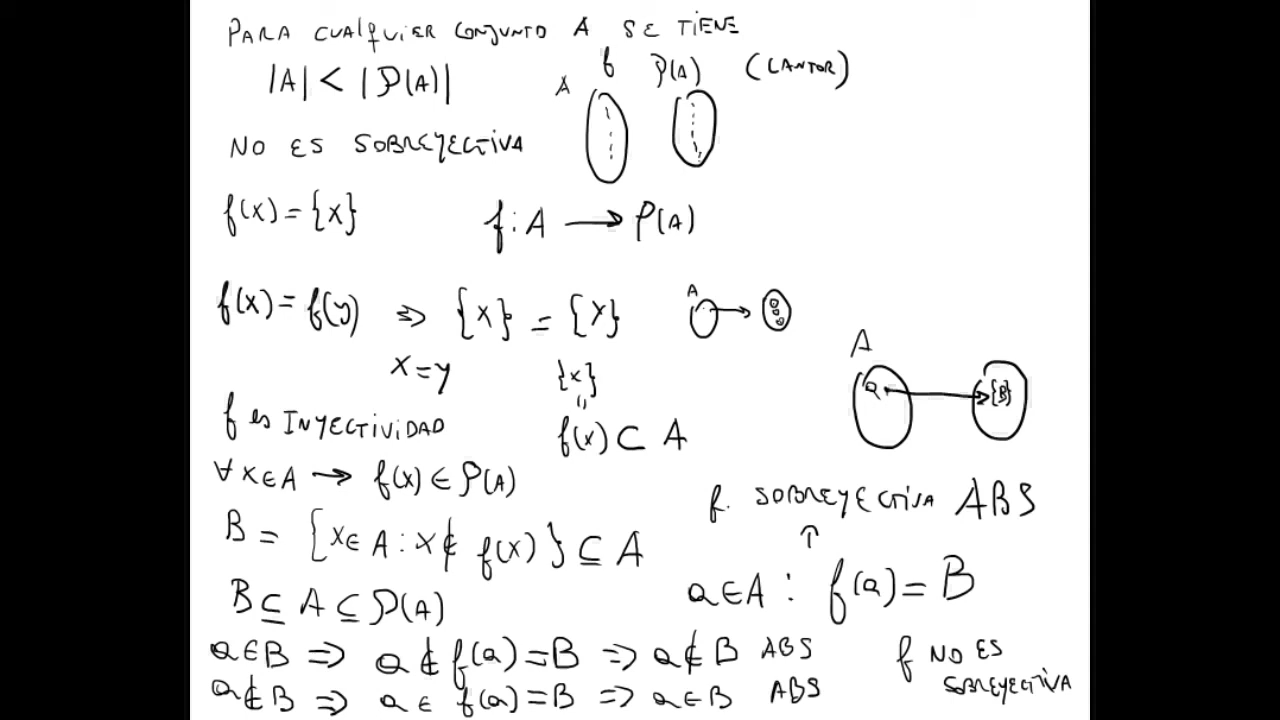 PARA CUALQUIER CONJUNTO A SE TIENE
|A| < |P(A)|
A f P(A) (CANTOR)
NO ES SOBREYECTIVA
f(x) = {x} f: A → P(A)
f(x) = f(y) ⇒ {x} = {y}
A
x = y
{x}
"
f(x) ⊂ A
A
a {B}
f es INYECTIVIDAD
∀x∈A → f(x) ∈ P(A)
f. SOBREYECTIVA ABS
↑
B = {x∈A : x∉f(x)} ⊆ A
a∈A : f(a) = B
B ⊆ A ⊆ P(A)
a∈B ⇒ a∉f(a) = B ⇒ a∉B ABS
a∉B ⇒ a∈ f(a) = B ⇒ a∈B ABS
f NO ES
SOBREYECTIVA